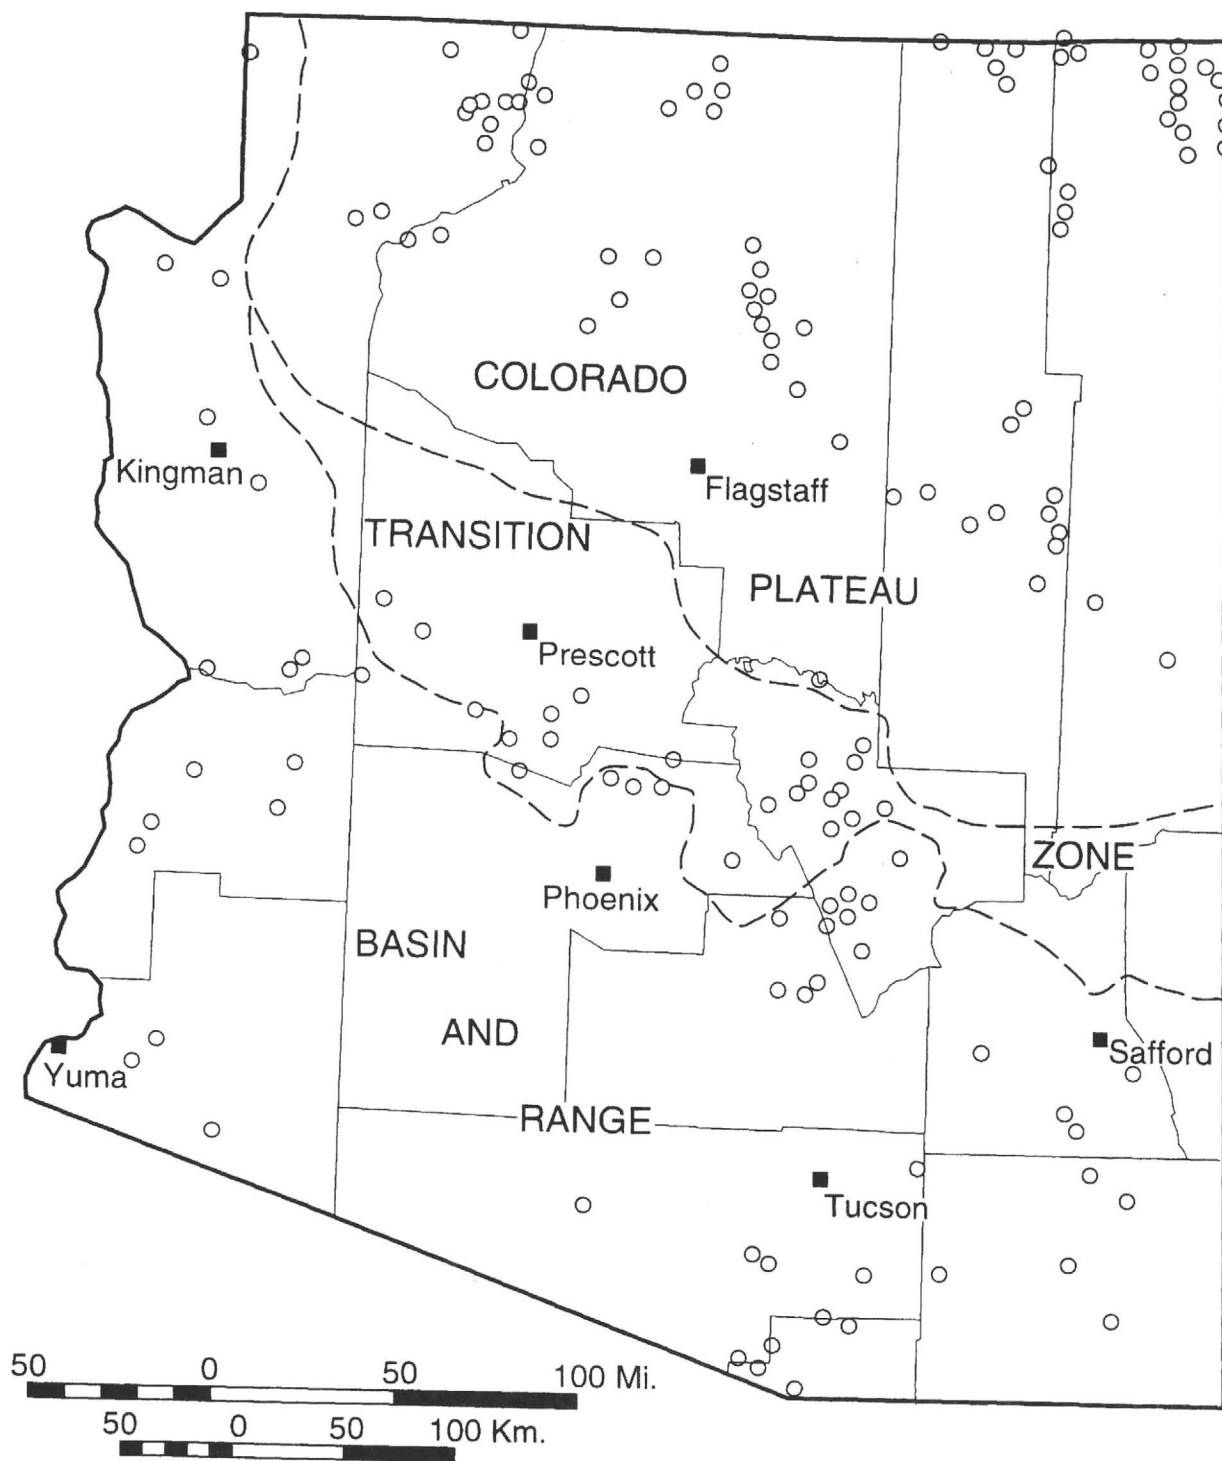 COLORADO
Kingman
Flagstaff
TRANSITION
PLATEAU
Prescott
ZONE
Phoenix
BASIN
AND
Safford
Yuma
RANGE
Tucson
50 0 50 100 Mi.
50 0 50 100 Km.